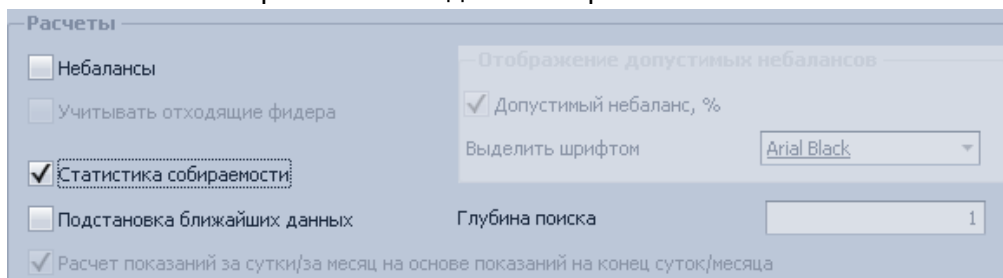 Расчеты
Небалансы
Учитывать отходящие фидера
Отображение допустимых небалансов
Допустимый небаланс, %
Выделить шрифтом Arial Black
Статистика собираемости
Подстановка ближайших данных Глубина поиска 1
Расчет показаний за сутки/за месяц на основе показаний на конец суток/месяца